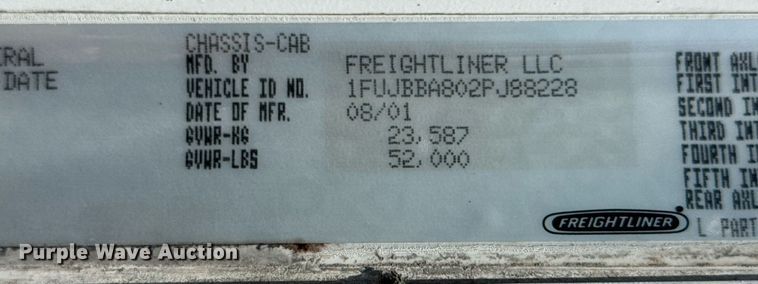 CHASSIS-CAB
ERAL MFD. BY FREIGHTLINER LLC FRONT AXL
DATE VEHICLE ID NO. 1FUJBBA802PJ88228 FIRST INT
DATE OF MFR. 08/01 SECOND IN
GVWR-KG 23,587 THIRD INT
GVWR-LBS 52,000 FOURTH I
FIFTH IN
REAR AXL
FREIGHTLINER L PART
Purple Wave Auction